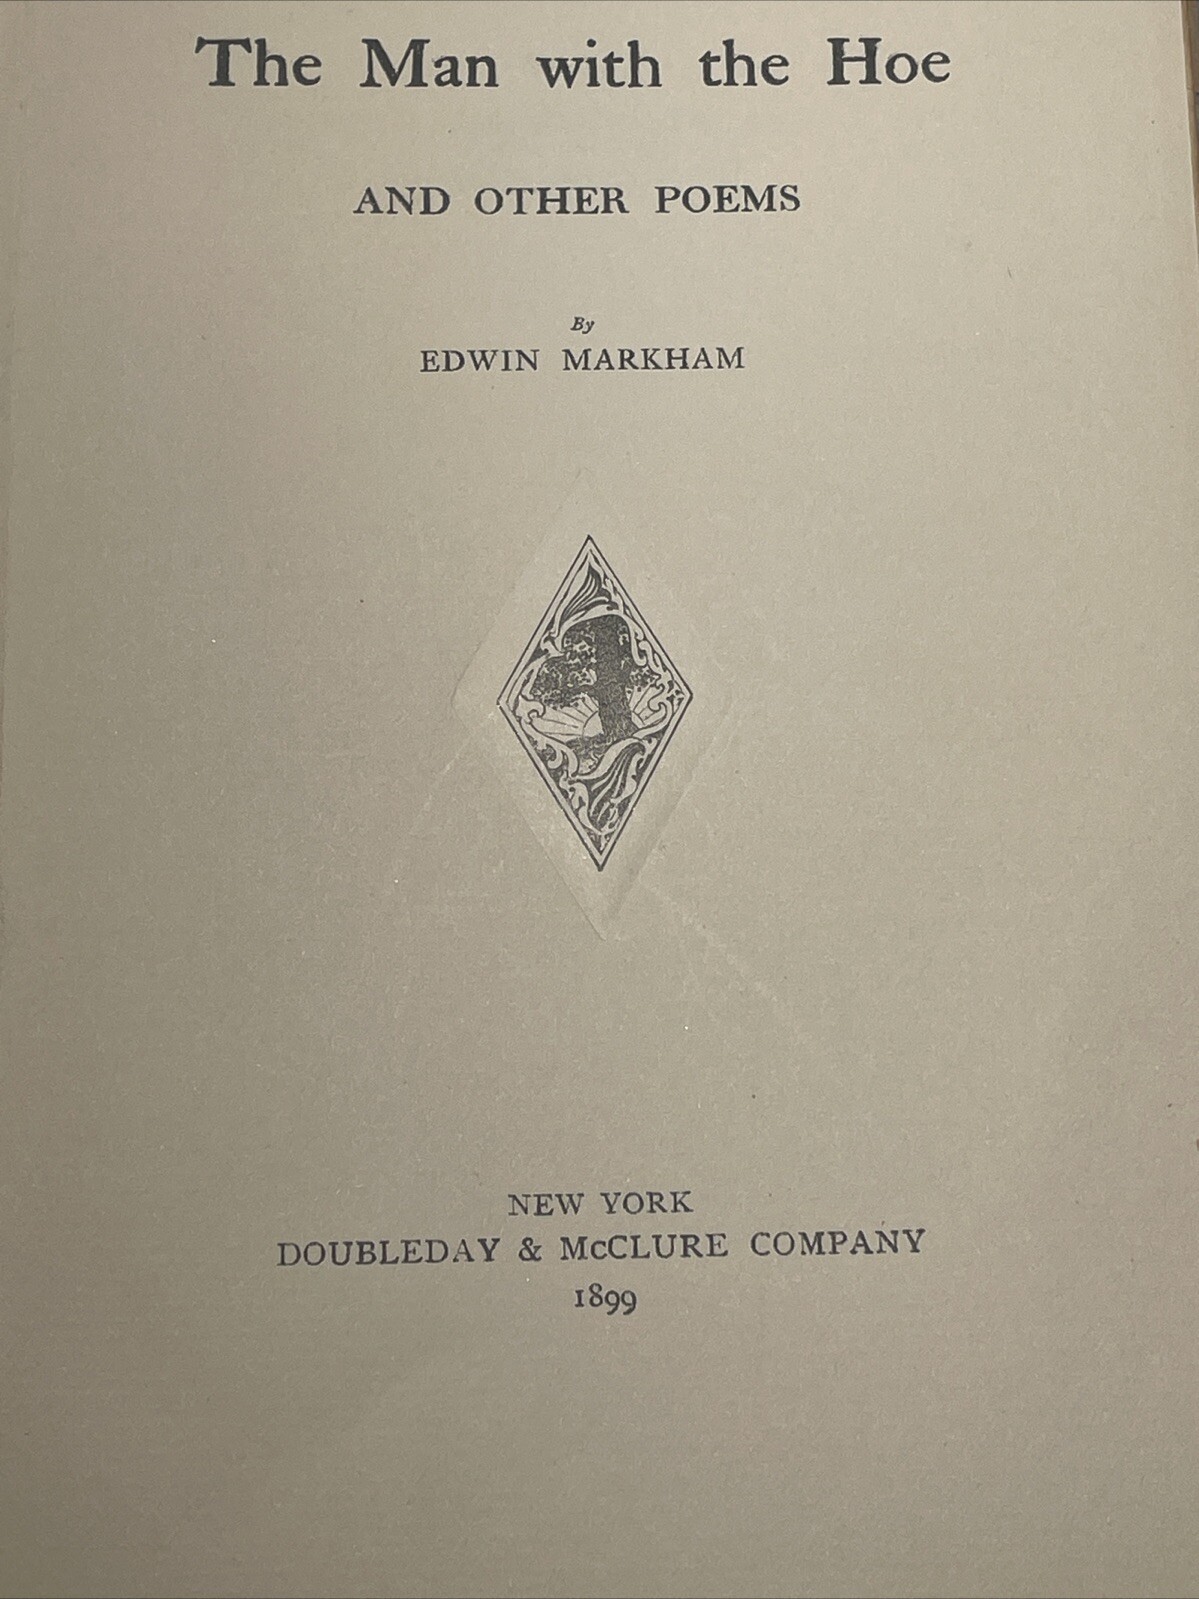 The Man with the Hoe
AND OTHER POEMS
By
EDWIN MARKHAM
NEW YORK
DOUBLEDAY & McCLURE COMPANY
1899